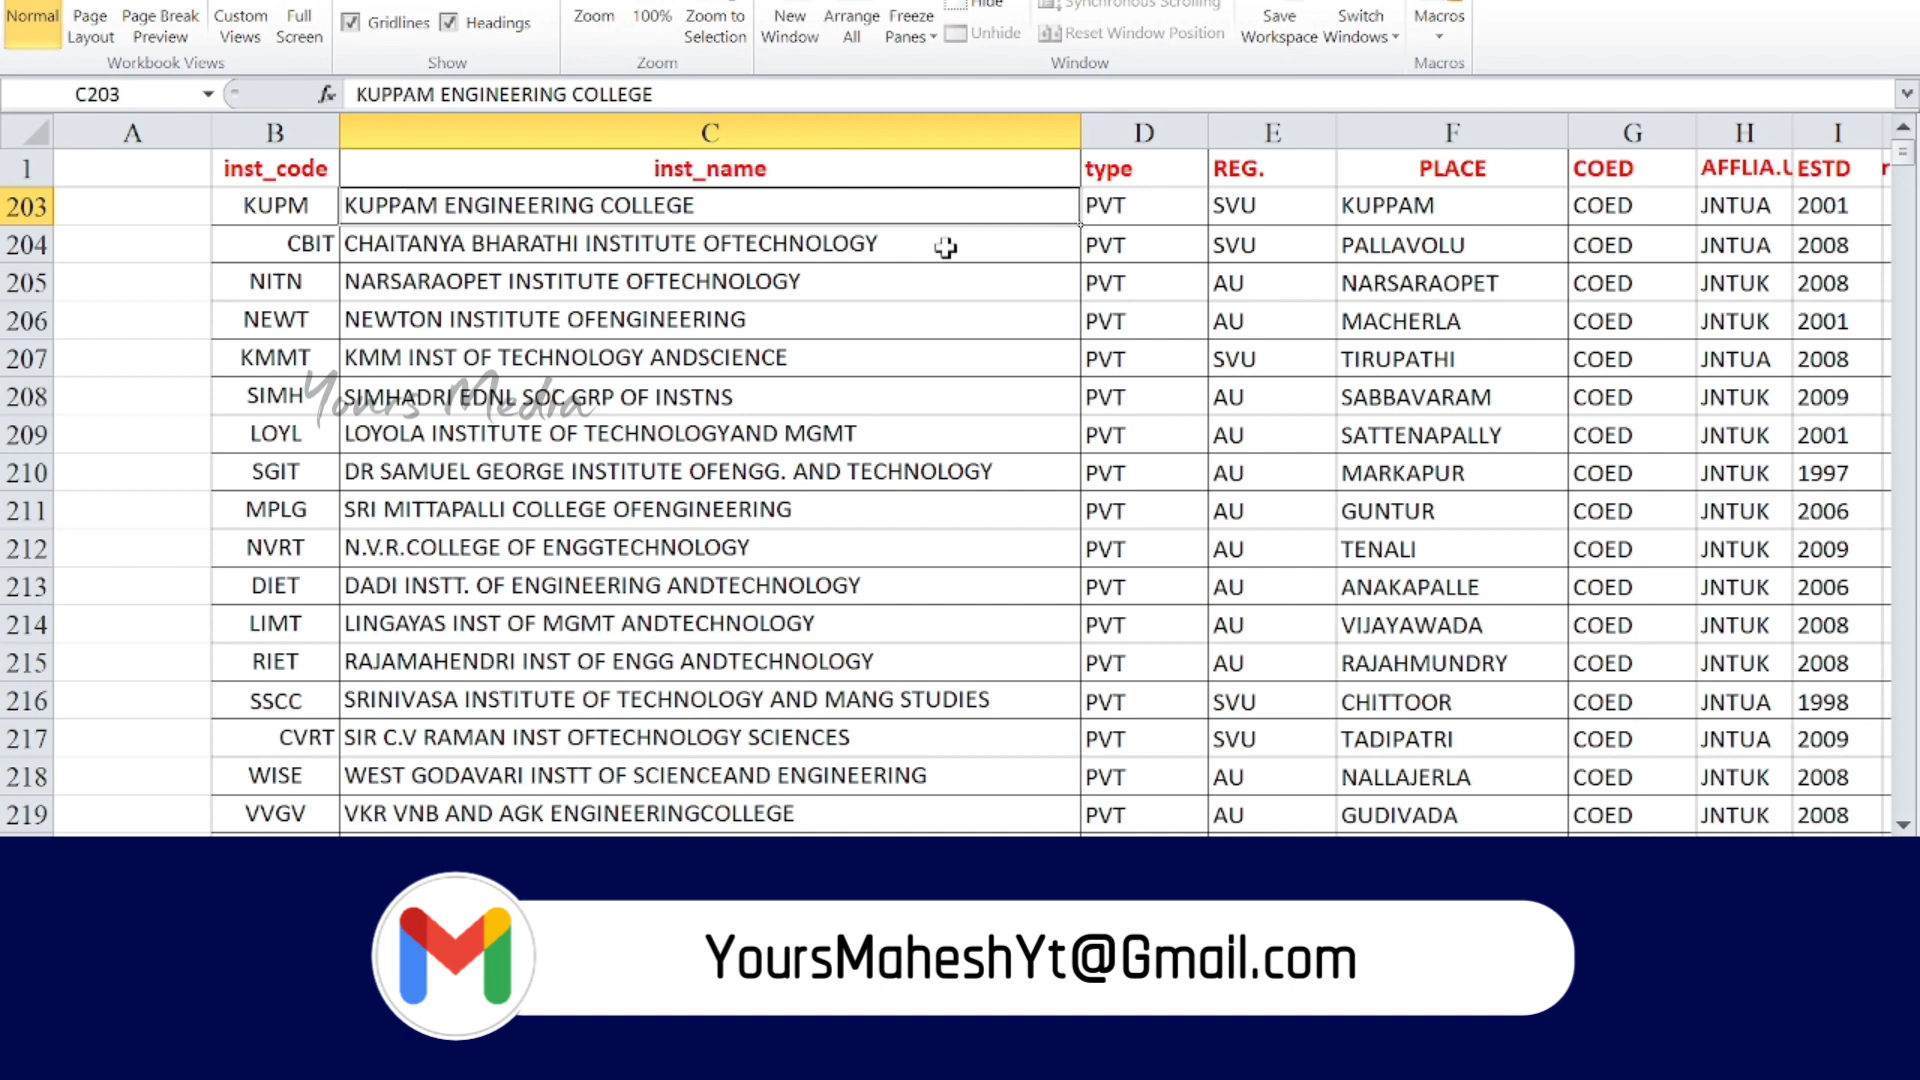 Normal Page Layout Page Break Preview Custom Views Full Screen Gridlines Headings Zoom 100% Zoom to Selection New Window Arrange All Freeze Panes Hide Unhide Synchronous Scrolling Reset Window Position Save Workspace Switch Windows Macros
Workbook Views Show Zoom Window Macros
C203 fx KUPPAM ENGINEERING COLLEGE
A B C D E F G H I
1 inst_code inst_name type REG. PLACE COED AFFLIA.U ESTD
203 KUPM KUPPAM ENGINEERING COLLEGE PVT SVU KUPPAM COED JNTUA 2001
204 CBIT CHAITANYA BHARATHI INSTITUTE OFTECHNOLOGY PVT SVU PALLAVOLU COED JNTUA 2008
205 NITN NARSARAOPET INSTITUTE OFTECHNOLOGY PVT AU NARSARAOPET COED JNTUK 2008
206 NEWT NEWTON INSTITUTE OFENGINEERING PVT AU MACHERLA COED JNTUK 2001
207 KMMT KMM INST OF TECHNOLOGY ANDSCIENCE PVT SVU TIRUPATHI COED JNTUA 2008
208 SIMH SIMHADRI EDNL SOC GRP OF INSTNS PVT AU SABBAVARAM COED JNTUK 2009
Yours Media
209 LOYL LOYOLA INSTITUTE OF TECHNOLOGYAND MGMT PVT AU SATTENAPALLY COED JNTUK 2001
210 SGIT DR SAMUEL GEORGE INSTITUTE OFENGG. AND TECHNOLOGY PVT AU MARKAPUR COED JNTUK 1997
211 MPLG SRI MITTAPALLI COLLEGE OFENGINEERING PVT AU GUNTUR COED JNTUK 2006
212 NVRT N.V.R.COLLEGE OF ENGGTECHNOLOGY PVT AU TENALI COED JNTUK 2009
213 DIET DADI INSTT. OF ENGINEERING ANDTECHNOLOGY PVT AU ANAKAPALLE COED JNTUK 2006
214 LIMT LINGAYAS INST OF MGMT ANDTECHNOLOGY PVT AU VIJAYAWADA COED JNTUK 2008
215 RIET RAJAMAHENDRI INST OF ENGG ANDTECHNOLOGY PVT AU RAJAHMUNDRY COED JNTUK 2008
216 SSCC SRINIVASA INSTITUTE OF TECHNOLOGY AND MANG STUDIES PVT SVU CHITTOOR COED JNTUA 1998
217 CVRT SIR C.V RAMAN INST OFTECHNOLOGY SCIENCES PVT SVU TADIPATRI COED JNTUA 2009
218 WISE WEST GODAVARI INSTT OF SCIENCEAND ENGINEERING PVT AU NALLAJERLA COED JNTUK 2008
219 VVGV VKR VNB AND AGK ENGINEERINGCOLLEGE PVT AU GUDIVADA COED JNTUK 2008
YoursMaheshYt@Gmail.com